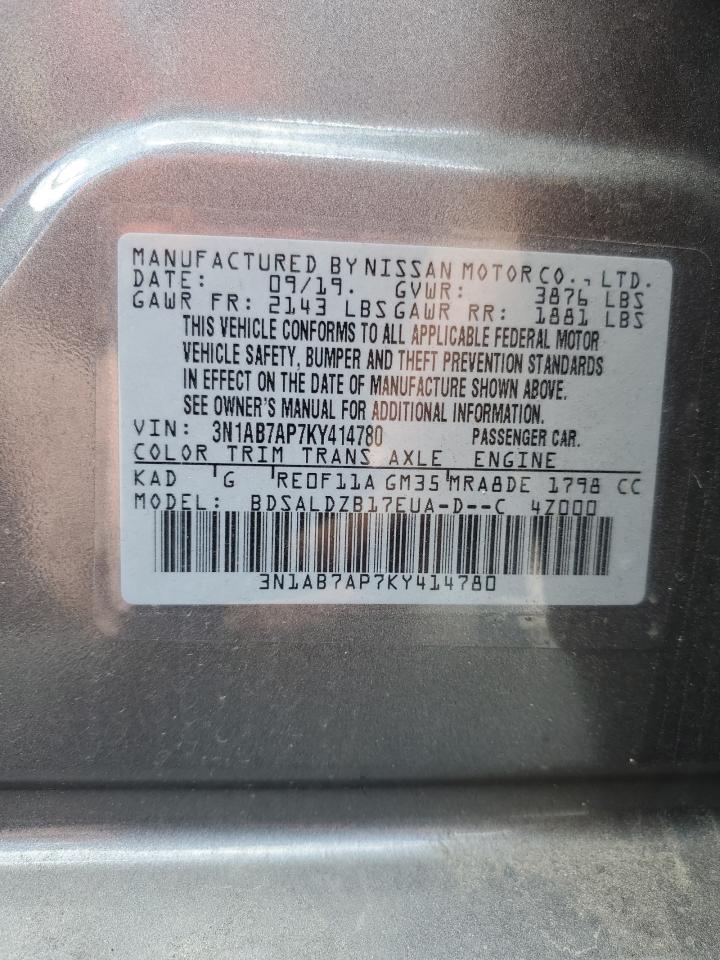 MANUFACTURED BY NISSAN MOTOR CO., LTD.
DATE: 09/19. GVWR: 3876 LBS
GAWR FR: 2143 LBS GAWR RR: 1881 LBS
THIS VEHICLE CONFORMS TO ALL APPLICABLE FEDERAL MOTOR
VEHICLE SAFETY, BUMPER AND THEFT PREVENTION STANDARDS
IN EFFECT ON THE DATE OF MANUFACTURE SHOWN ABOVE.
SEE OWNER'S MANUAL FOR ADDITIONAL INFORMATION.
VIN: 3N1AB7AP7KY414780 PASSENGER CAR.
COLOR TRIM TRANS AXLE ENGINE
KAD G RE0F11A GM35 MRA8DE 1798 CC
MODEL: BDSALDZB17EUA-D--C 4Z000
3N1AB7AP7KY414780